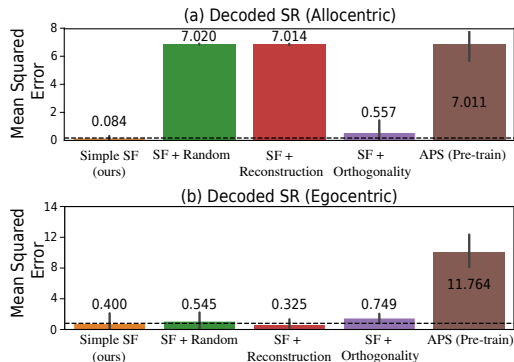 (a) Decoded SR (Allocentric)
Mean Squared
Error
8
6
4
2
0
0.084
7.020
7.014
0.557
7.011
Simple SF
(ours)
SF + Random
SF +
Reconstruction
SF +
Orthogonality
APS (Pre-train)
(b) Decoded SR (Egocentric)
Mean Squared
Error
14
12
8
4
0
0.400
0.545
0.325
0.749
11.764
Simple SF
(ours)
SF + Random
SF +
Reconstruction
SF +
Orthogonality
APS (Pre-train)